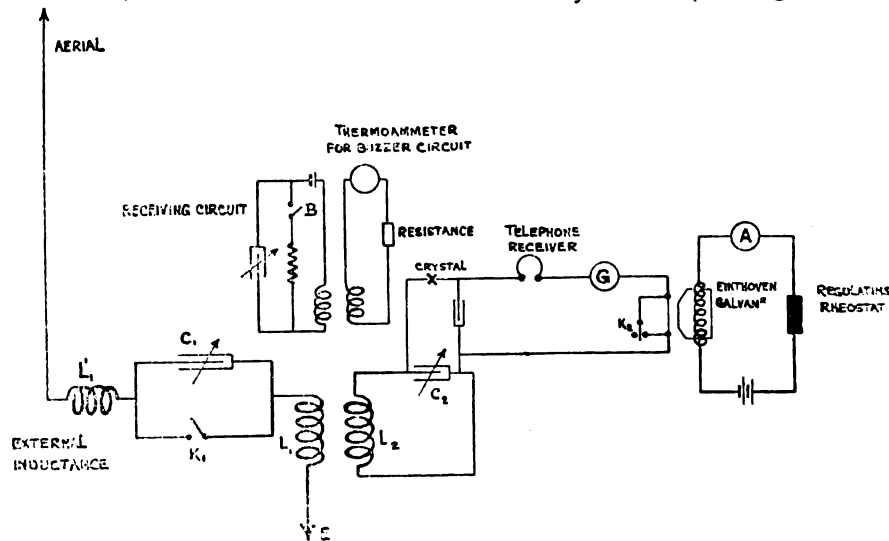 AERIAL
THERMOAMMETER
FOR BUZZER CIRCUIT
RECEIVING CIRCUIT
B
RESISTANCE
TELEPHONE
RECEIVER
CRYSTAL
G
A
EINTHOVEN
GALVANR
REGULATING
RHEOSTAT
K2
C1
L'1
C2
K1
L1
L2
EXTERNAL
INDUCTANCE
E